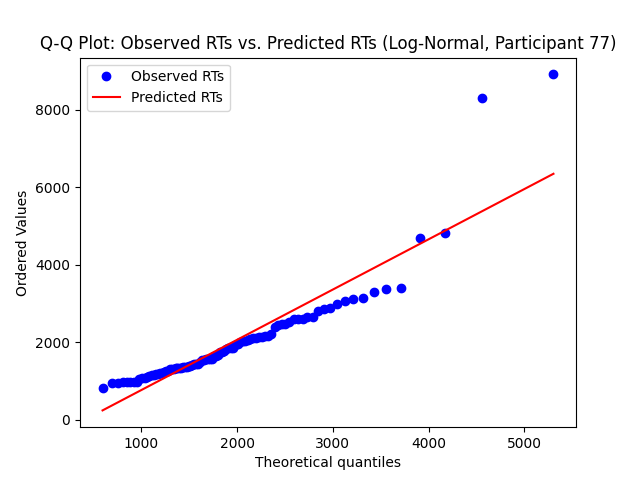 Q-Q Plot: Observed RTs vs. Predicted RTs (Log-Normal, Participant 77)
Observed RTs
Predicted RTs
Ordered Values
8000
6000
4000
2000
0
1000 2000 3000 4000 5000
Theoretical quantiles